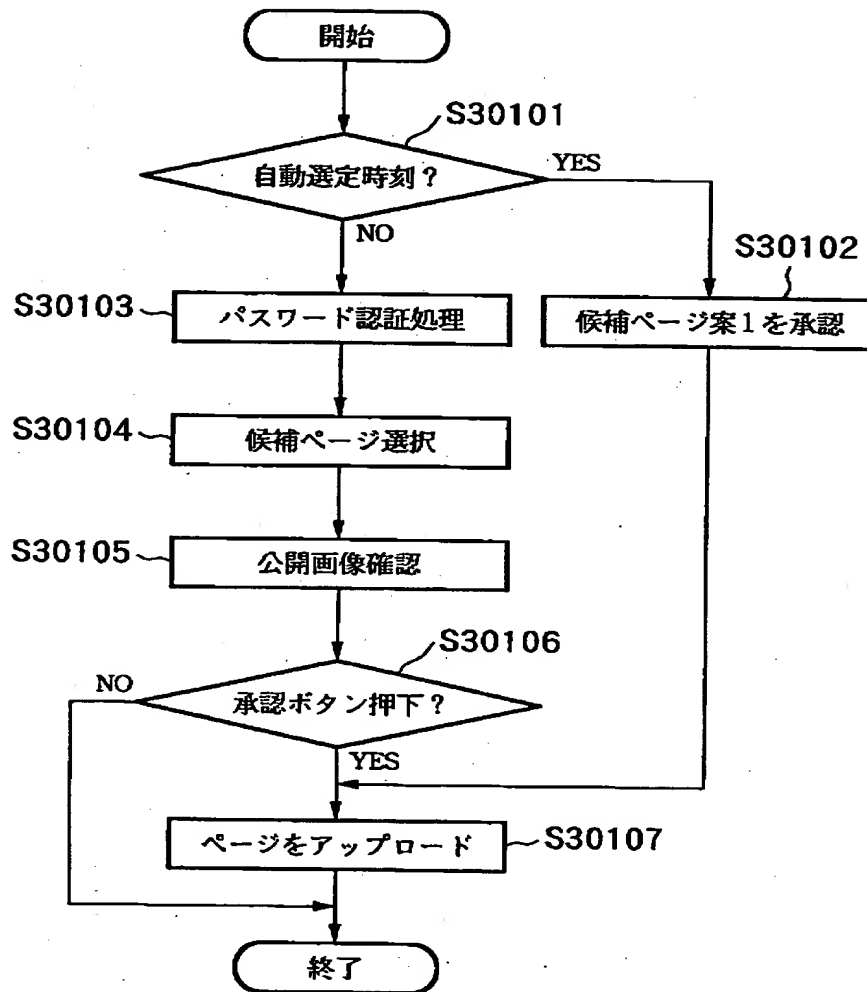 開始
S30101
自動選定時刻？
YES
NO
S30102
候補ページ案1を承認
S30103
パスワード認証処理
S30104
候補ページ選択
S30105
公開画像確認
S30106
承認ボタン押下？
NO
YES
ページをアップロード
S30107
終了